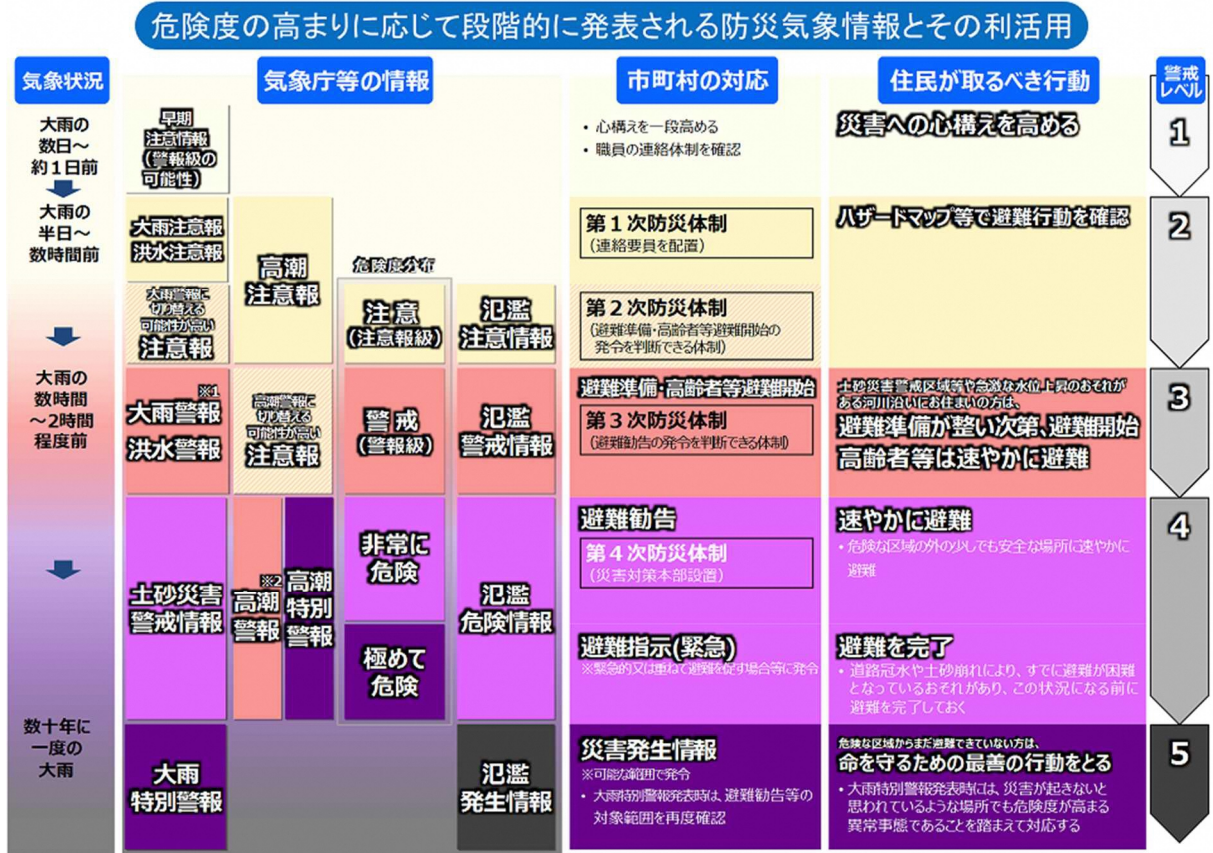 危険度の高まりに応じて段階的に発表される防災気象情報とその利活用
気象状況
気象庁等の情報
市町村の対応
住民が取るべき行動
警戒
レベル
大雨の
数日～
約1日前
早期
注意情報
(警報級の
可能性)
・心構えを一段高める
・職員の連絡体制を確認
災害への心構えを高める
1
大雨の
半日～
数時間前
大雨注意報
洪水注意報
高潮
注意報
危険度分布
第1次防災体制
(連絡要員を配置)
ハザードマップ等で避難行動を確認
2
大雨警報に
切り替える
可能性が高い
注意報
注意
(注意報級)
氾濫
注意情報
第2次防災体制
(避難準備・高齢者等避難開始の
発令を判断できる体制)
大雨の
数時間
～2時間
程度前
大雨警報
※1
洪水警報
高潮警報に
切り替える
可能性が高い
注意報
警戒
(警報級)
氾濫
警戒情報
避難準備・高齢者等避難開始
第3次防災体制
(避難勧告の発令を判断できる体制)
土砂災害警戒区域等や急激な水位上昇のおそれが
ある河川沿いにお住まいの方は、
避難準備が整い次第、避難開始
高齢者等は速やかに避難
3
土砂災害
警戒情報
※2
高潮
警報
高潮
特別
警報
非常に
危険
極めて
危険
氾濫
危険情報
避難勧告
第4次防災体制
(災害対策本部設置)
避難指示(緊急)
※緊急的又は重ねて避難を促す場合等に発令
速やかに避難
・危険な区域の外の少しでも安全な場所に速やかに
避難
避難を完了
・道路冠水や土砂崩れにより、すでに避難が困難
となっているおそれがあり、この状況になる前に
避難を完了しておく
4
数十年に
一度の
大雨
大雨
特別警報
氾濫
発生情報
災害発生情報
※可能な範囲で発令
・大雨特別警報発表時は、避難勧告等の
対象範囲を再度確認
危険な区域からまだ避難できていない方は、
命を守るための最善の行動をとる
・大雨特別警報発表時には、災害が起きないと
思われているような場所でも危険度が高まる
異常事態であることを踏まえて対応する
5